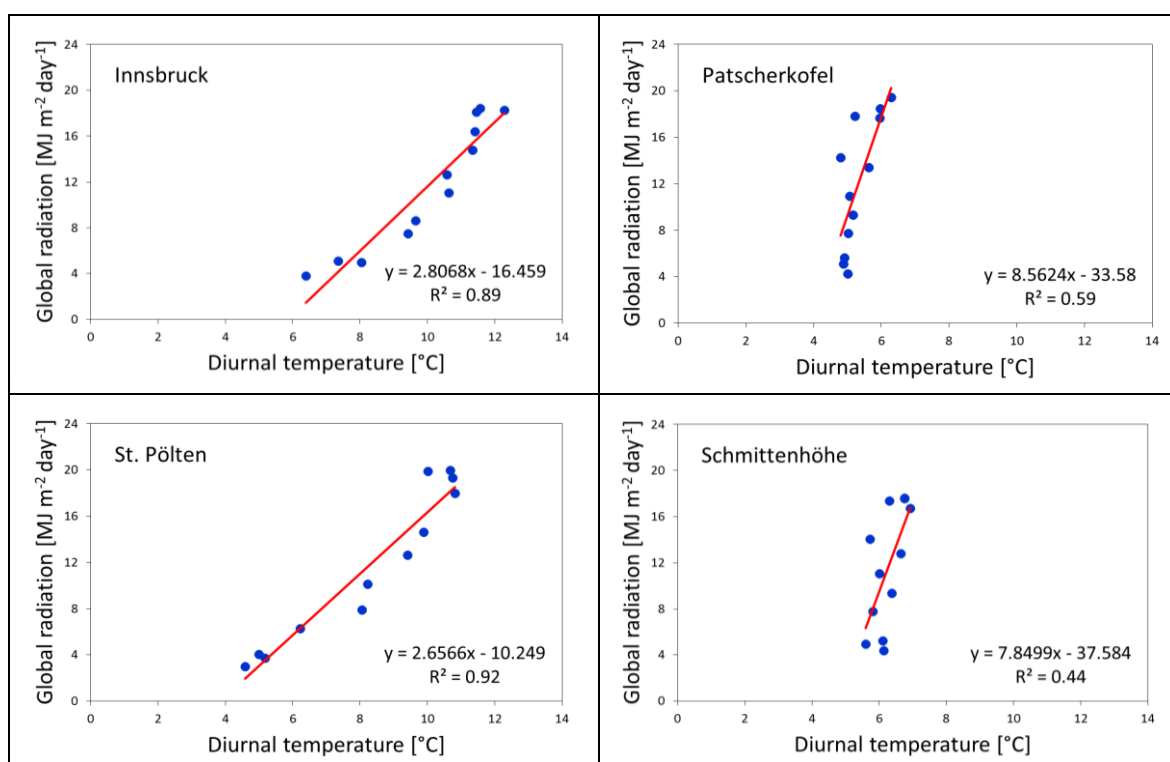 Innsbruck
Global radiation [MJ m⁻² day⁻¹]
24
20
16
12
8
4
0
y = 2.8068x - 16.459
R² = 0.89
0 2 4 6 8 10 12 14
Diurnal temperature [°C]
Patscherkofel
Global radiation [MJ m⁻² day⁻¹]
24
20
16
12
8
4
0
y = 8.5624x - 33.58
R² = 0.59
0 2 4 6 8 10 12 14
Diurnal temperature [°C]
St. Pölten
Global radiation [MJ m⁻² day⁻¹]
24
20
16
12
8
4
0
y = 2.6566x - 10.249
R² = 0.92
0 2 4 6 8 10 12 14
Diurnal temperature [°C]
Schmittenhöhe
Global radiation [MJ m⁻² day⁻¹]
24
20
16
12
8
4
0
y = 7.8499x - 37.584
R² = 0.44
0 2 4 6 8 10 12 14
Diurnal temperature [°C]